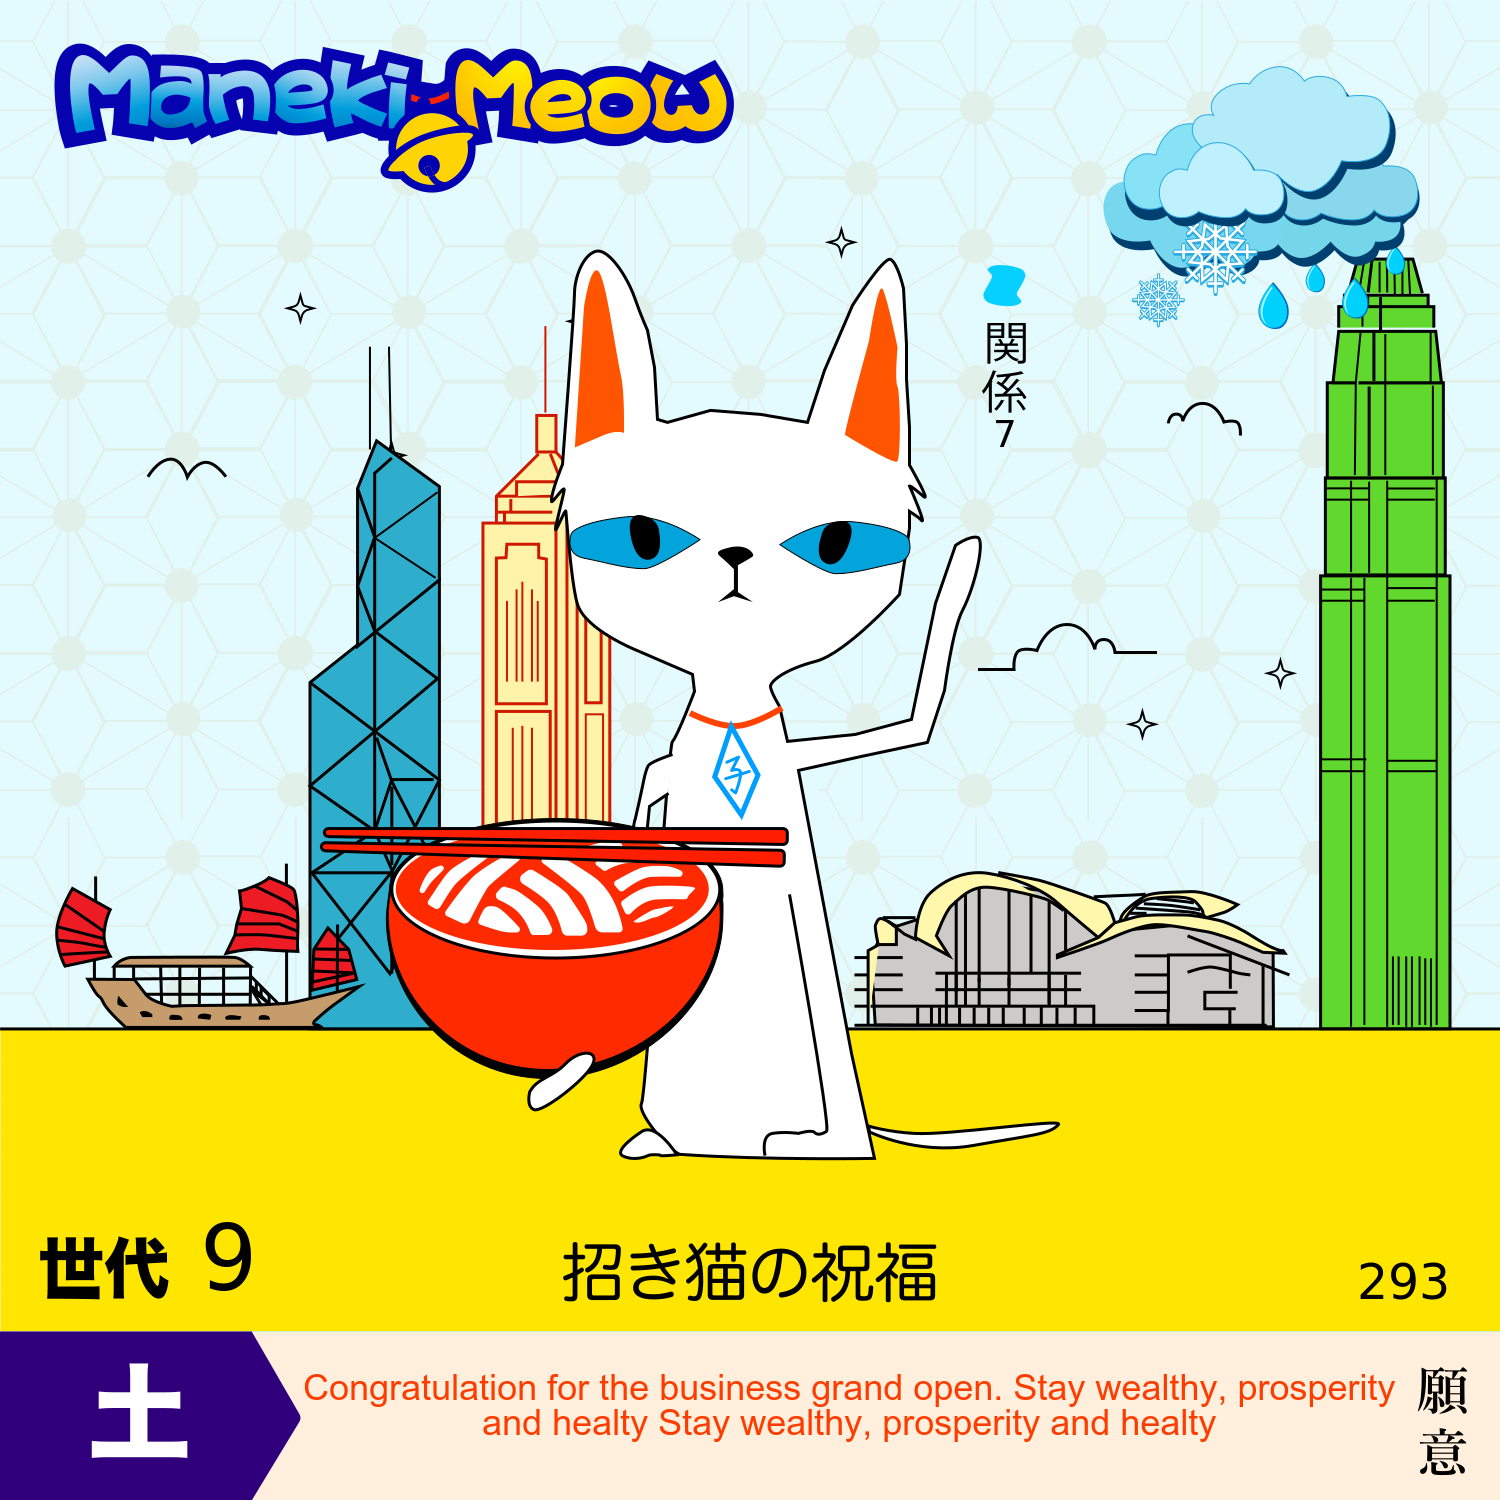 Maneki-Meow
関
係
7
子
世代 9
招き猫の祝福
293
土
Congratulation for the business grand open. Stay wealthy, prosperity
and healty Stay wealthy, prosperity and healty
願
意